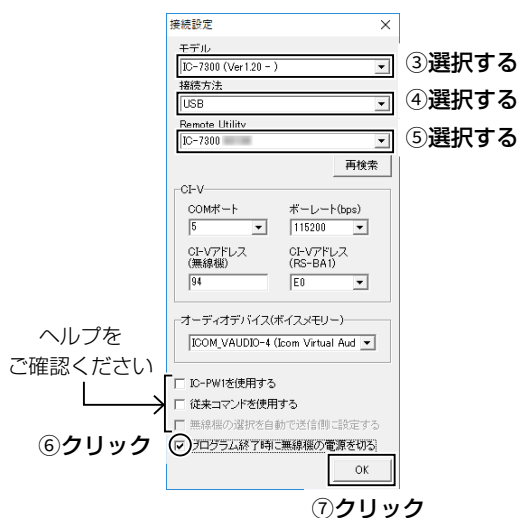 接続設定
モデル
IC-7300 (Ver1.20 - )
③選択する
接続方法
USB
④選択する
Remote Utility
IC-7300
⑤選択する
再検索
CI-V
COMポート
ボーレート(bps)
5
115200
CI-Vアドレス
(無線機)
CI-Vアドレス
(RS-BA1)
94
E0
オーディオデバイス(ボイスメモリー)
ICOM_VAUDIO-4 (Icom Virtual Aud
ヘルプを
ご確認ください
IC-PW1を使用する
従来コマンドを使用する
無線機の選択を自動で送信側に設定する
⑥クリック
プログラム終了時に無線機の電源を切る
OK
⑦クリック